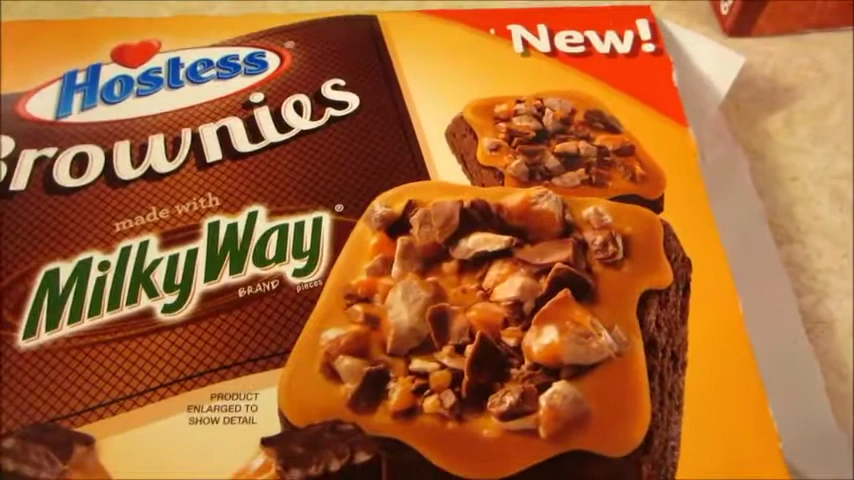 New!
Hostess
Brownies
made with
MilkyWay®
BRAND pieces
PRODUCT
ENLARGED TO
SHOW DETAIL